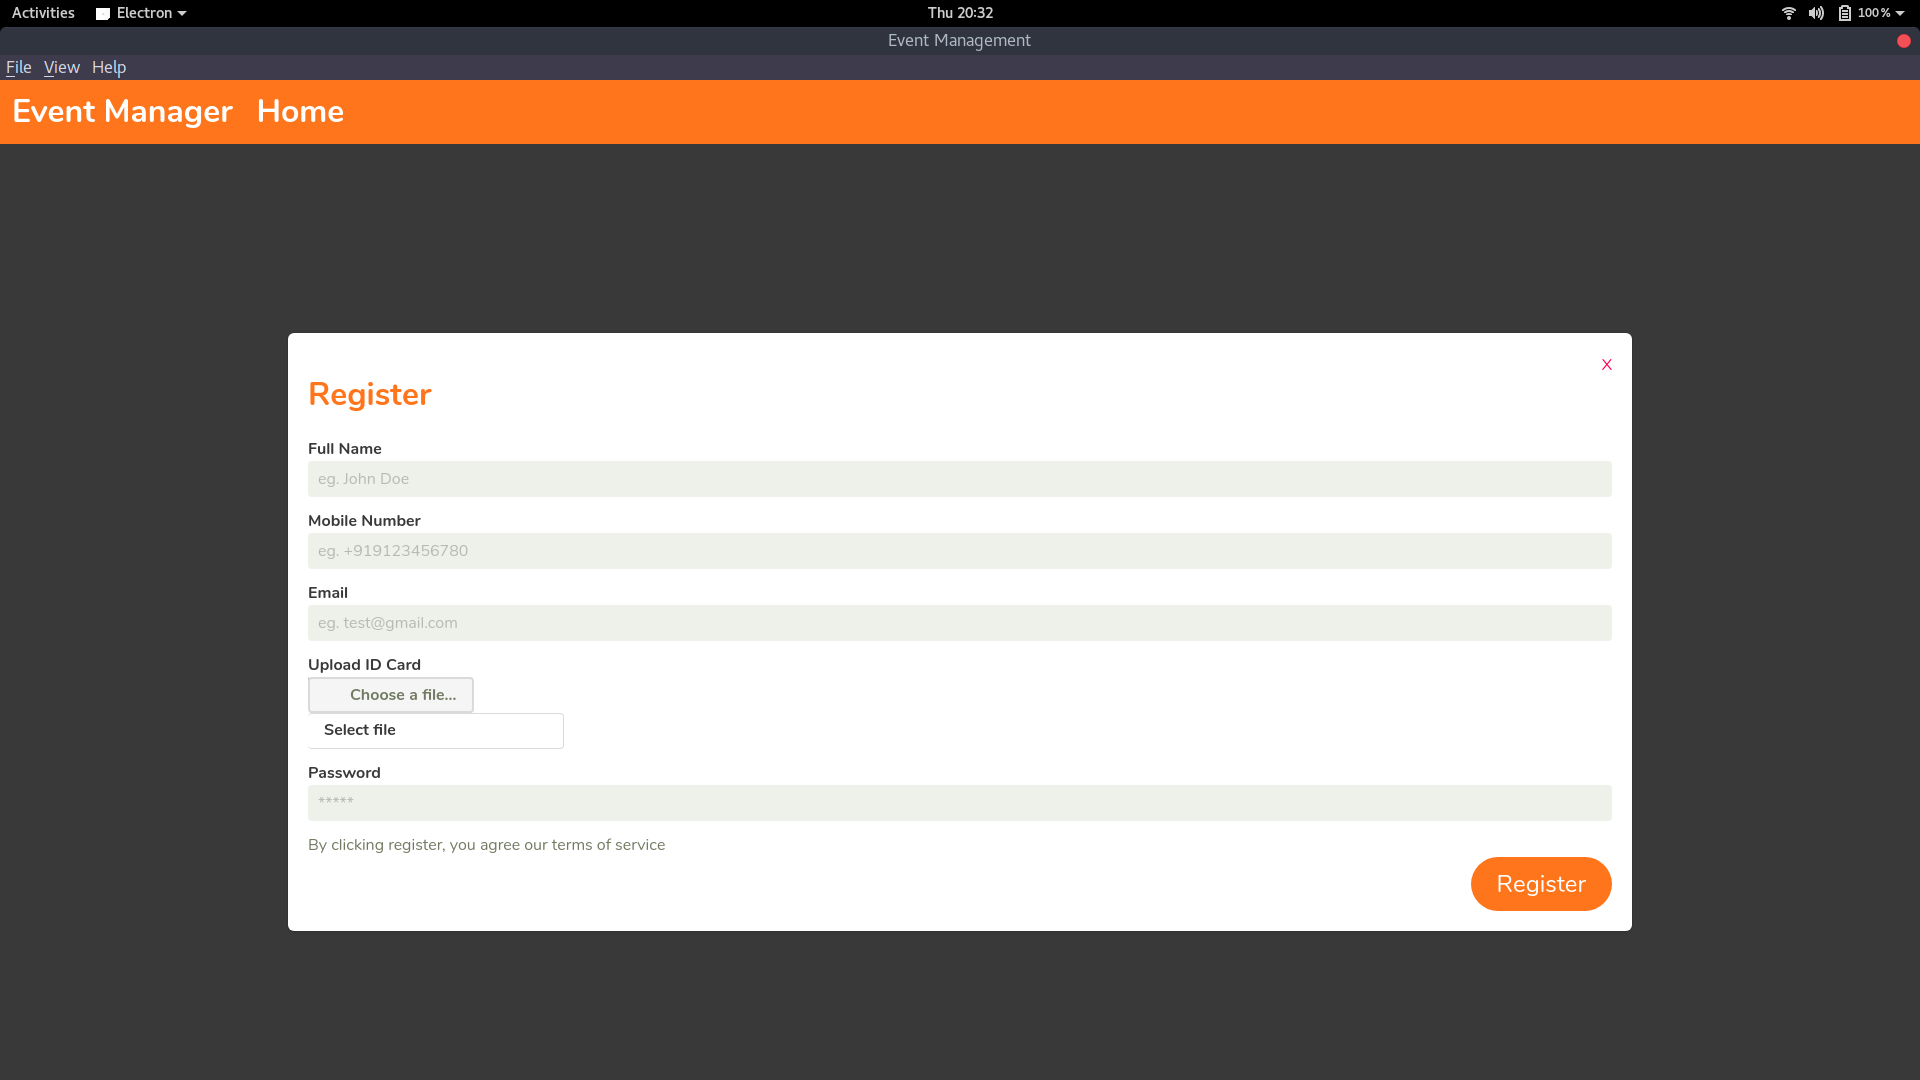 Activities Electron Thu 20:32 100 %
Event Management
File View Help
Event Manager Home
X
Register
Full Name
eg. John Doe
Mobile Number
eg. +919123456780
Email
eg. test@gmail.com
Upload ID Card
Choose a file...
Select file
Password
*****
By clicking register, you agree our terms of service
Register